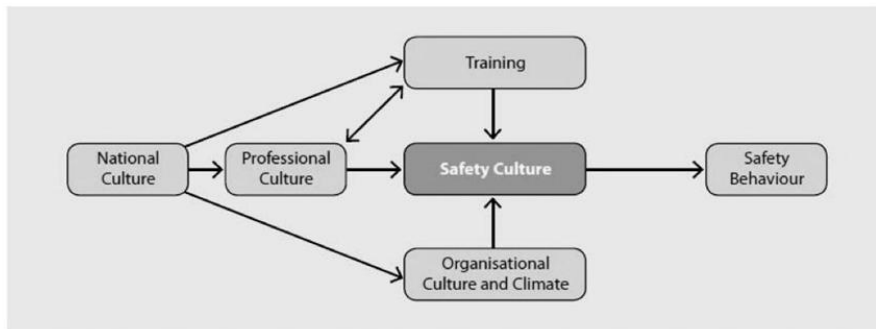 Training
National
Culture
Professional
Culture
Safety Culture
Safety
Behaviour
Organisational
Culture and Climate